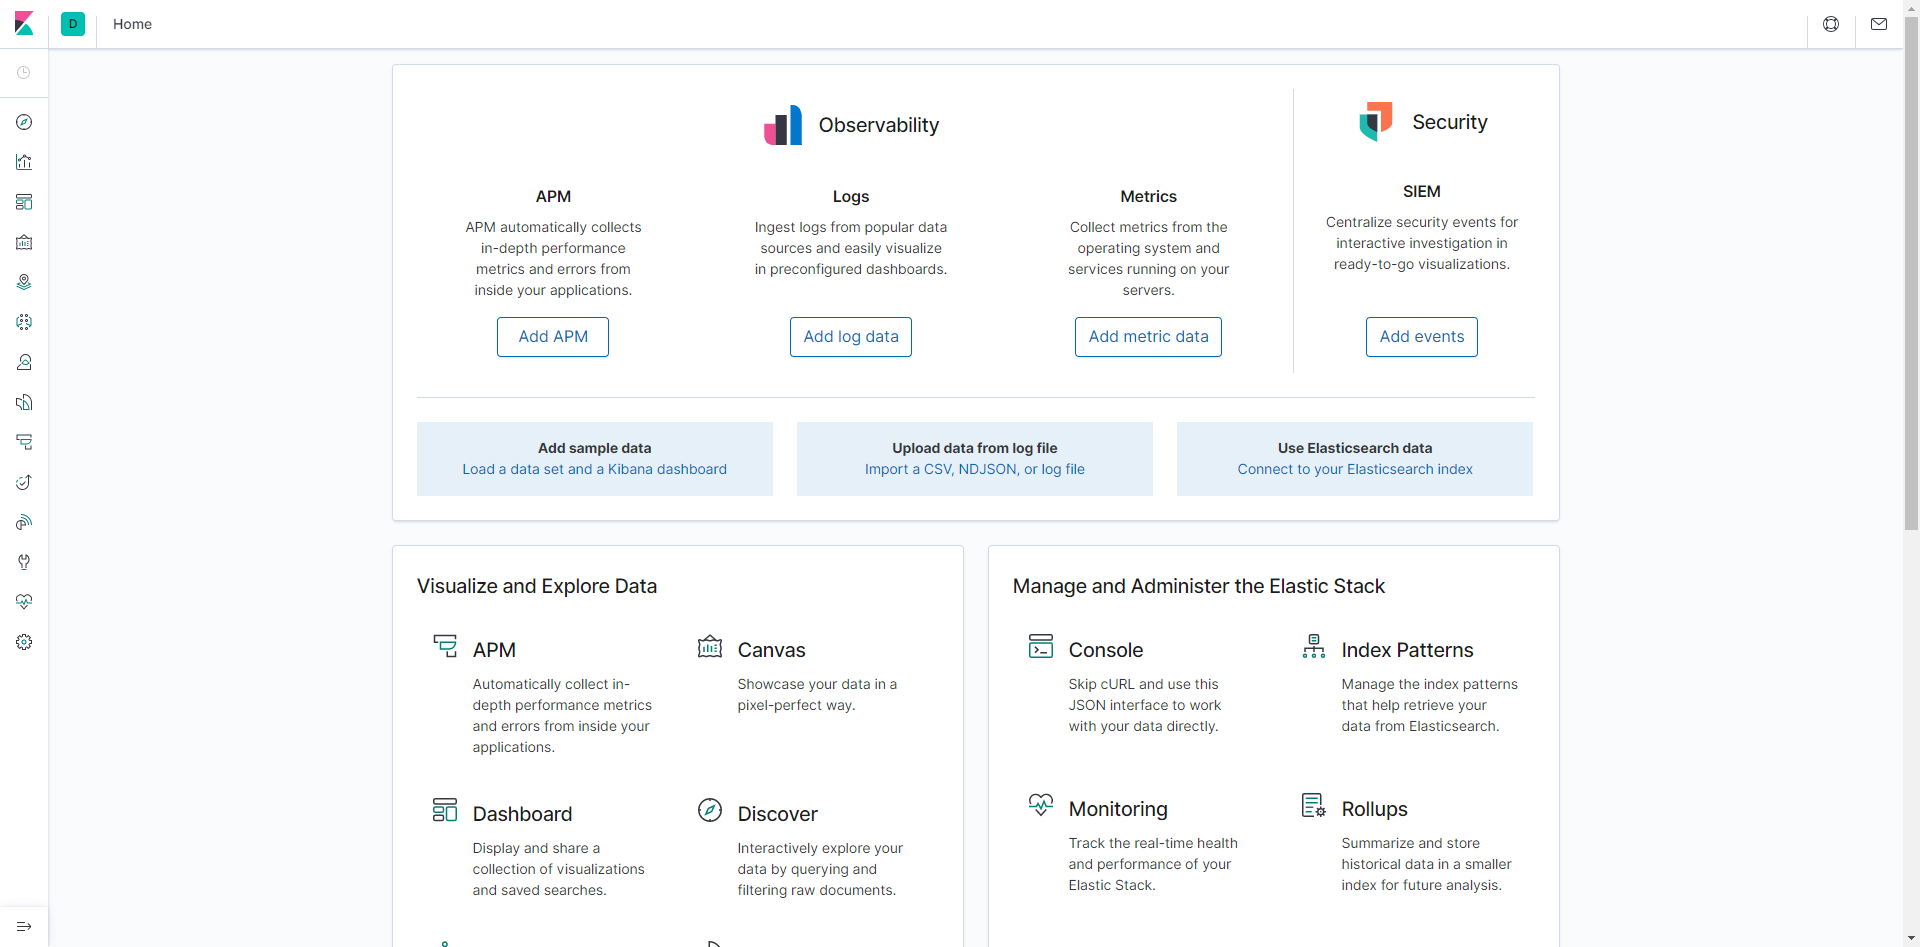 D
Home
Observability
APM
APM automatically collects
in-depth performance
metrics and errors from
inside your applications.
Add APM
Logs
Ingest logs from popular data
sources and easily visualize
in preconfigured dashboards.
Add log data
Metrics
Collect metrics from the
operating system and
services running on your
servers.
Add metric data
Security
SIEM
Centralize security events for
interactive investigation in
ready-to-go visualizations.
Add events
Add sample data
Load a data set and a Kibana dashboard
Upload data from log file
Import a CSV, NDJSON, or log file
Use Elasticsearch data
Connect to your Elasticsearch index
Visualize and Explore Data
APM
Automatically collect in-
depth performance metrics
and errors from inside your
applications.
Canvas
Showcase your data in a
pixel-perfect way.
Dashboard
Display and share a
collection of visualizations
and saved searches.
Discover
Interactively explore your
data by querying and
filtering raw documents.
Manage and Administer the Elastic Stack
Console
Skip cURL and use this
JSON interface to work
with your data directly.
Index Patterns
Manage the index patterns
that help retrieve your
data from Elasticsearch.
Monitoring
Track the real-time health
and performance of your
Elastic Stack.
Rollups
Summarize and store
historical data in a smaller
index for future analysis.